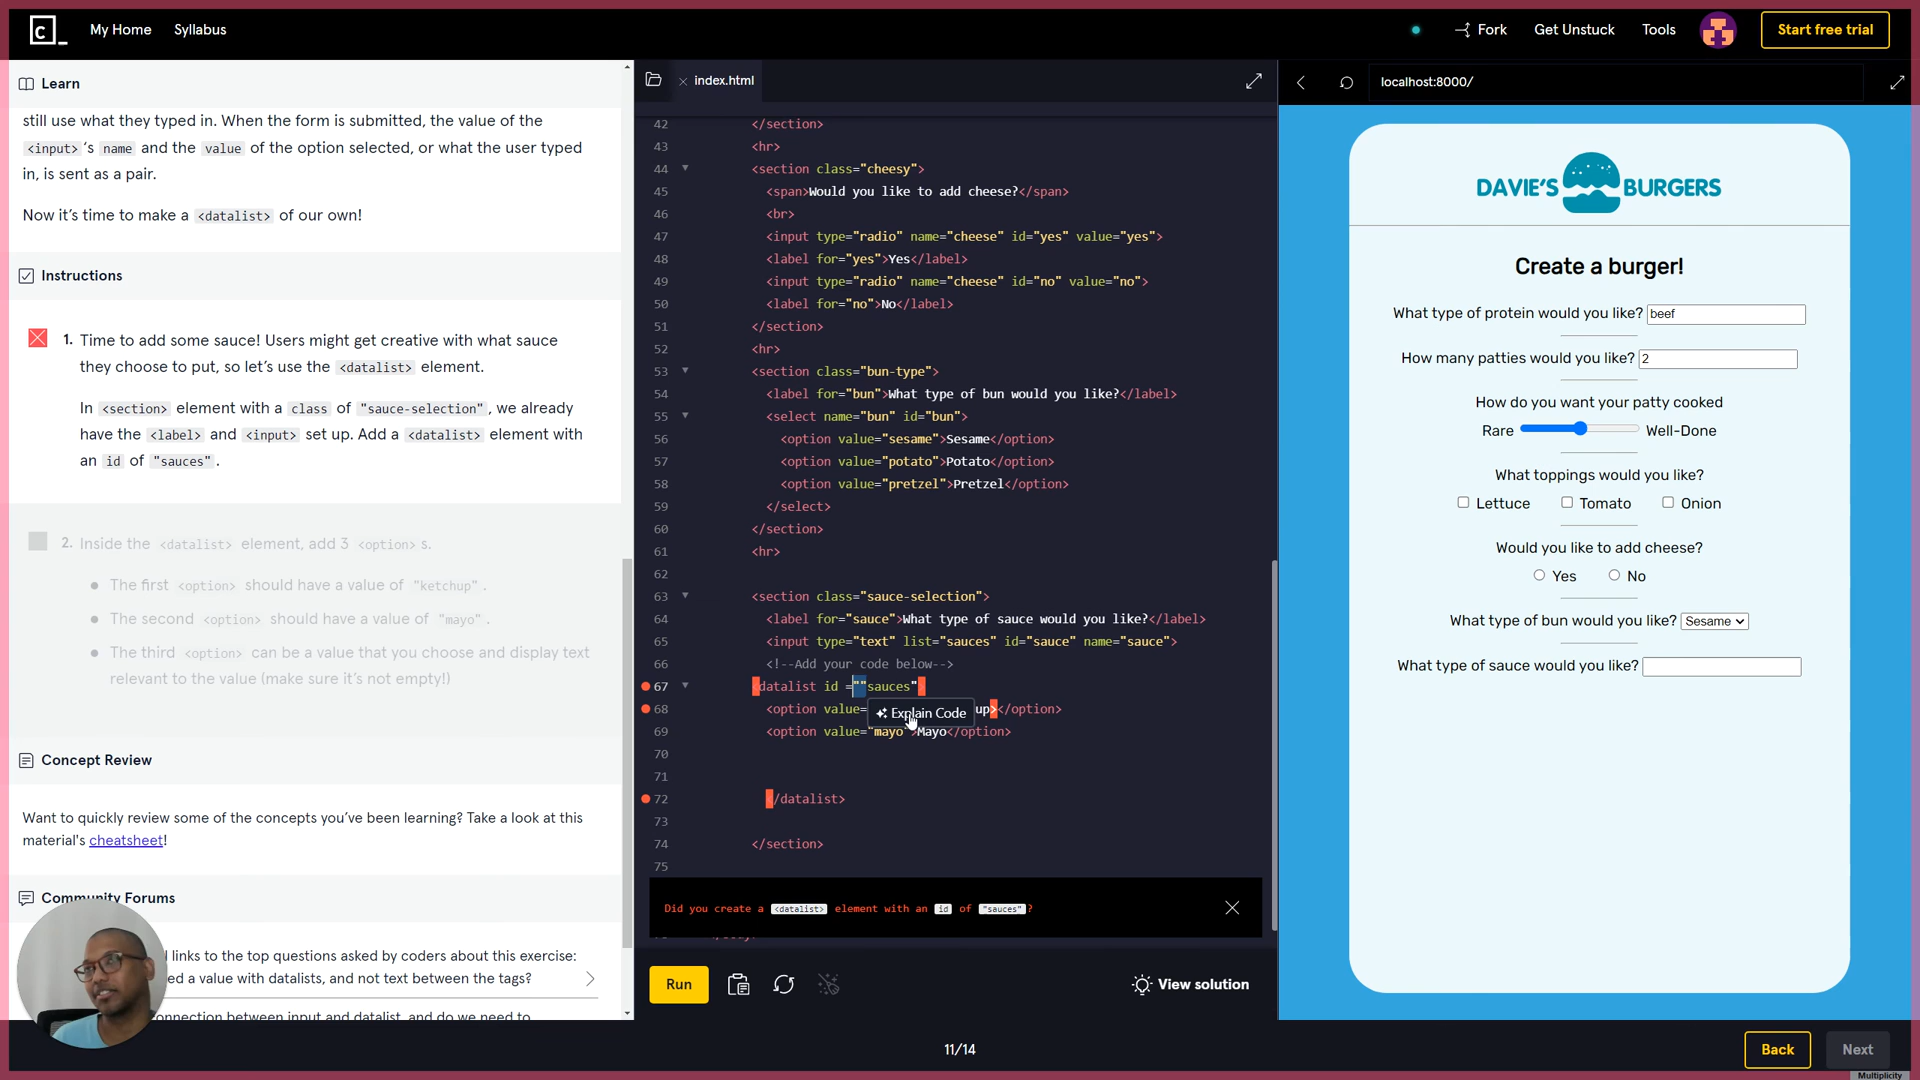 My Home
Syllabus
Fork
Get Unstuck
Tools
Start free trial
Learn
still use what they typed in. When the form is submitted, the value of the
<input> 's name and the value of the option selected, or what the user typed
in, is sent as a pair.
Now it's time to make a <datalist> of our own!
Instructions
1. Time to add some sauce! Users might get creative with what sauce
they choose to put, so let's use the <datalist> element.
In <section> element with a class of "sauce-selection", we already
have the <label> and <input> set up. Add a <datalist> element with
an id of "sauces".
2. Inside the <datalist> element, add 3 <option> s.
The first <option> should have a value of "ketchup".
The second <option> should have a value of "mayo".
The third <option> can be a value that you choose and display text
relevant to the value (make sure it's not empty!)
Concept Review
Want to quickly review some of the concepts you've been learning? Take a look at this
material's cheatsheet!
Community Forums
links to the top questions asked by coders about this exercise:
ed a value with datalists, and not text between the tags?
onnection between input and datalist, and do we need to
index.html
42 </section>
43 <hr>
44 <section class="cheesy">
45 <span>Would you like to add cheese?</span>
46 <br>
47 <input type="radio" name="cheese" id="yes" value="yes">
48 <label for="yes">Yes</label>
49 <input type="radio" name="cheese" id="no" value="no">
50 <label for="no">No</label>
51 </section>
52 <hr>
53 <section class="bun-type">
54 <label for="bun">What type of bun would you like?</label>
55 <select name="bun" id="bun">
56 <option value="sesame">Sesame</option>
57 <option value="potato">Potato</option>
58 <option value="pretzel">Pretzel</option>
59 </select>
60 </section>
61 <hr>
62
63 <section class="sauce-selection">
64 <label for="sauce">What type of sauce would you like?</label>
65 <input type="text" list="sauces" id="sauce" name="sauce">
66 <!--Add your code below-->
67 <datalist id =""sauces">
68 <option value= up></option>
Explain Code
69 <option value="mayo">Mayo</option>
70
71
72 </datalist>
73
74 </section>
75
Did you create a <datalist> element with an id of "sauces"?
Run
View solution
11/14
Back
Next
localhost:8000/
DAVIE'S BURGERS
Create a burger!
What type of protein would you like? beef
How many patties would you like? 2
How do you want your patty cooked
Rare Well-Done
What toppings would you like?
Lettuce Tomato Onion
Would you like to add cheese?
Yes No
What type of bun would you like? Sesame
What type of sauce would you like?
Multiplicity